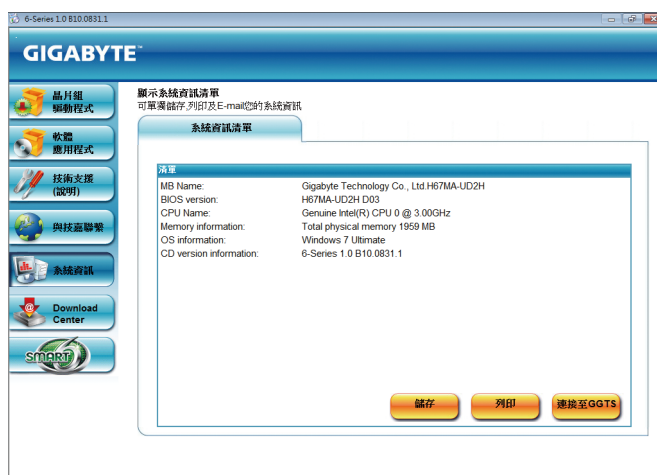 6-Series 1.0 B10.0831.1
GIGABYTE™
晶片組
驅動程式
軟體
應用程式
技術支援
(說明)
與技嘉聯繫
系統資訊
Download
Center
SMART 6
顯示系統資訊清單
可單獨儲存,列印及E-mail您的系統資訊
系統資訊清單
清單
MB Name: Gigabyte Technology Co., Ltd.H67MA-UD2H
BIOS version: H67MA-UD2H D03
CPU Name: Genuine Intel(R) CPU 0 @ 3.00GHz
Memory information: Total physical memory 1959 MB
OS information: Windows 7 Ultimate
CD version information: 6-Series 1.0 B10.0831.1
儲存
列印
連接至GGTS